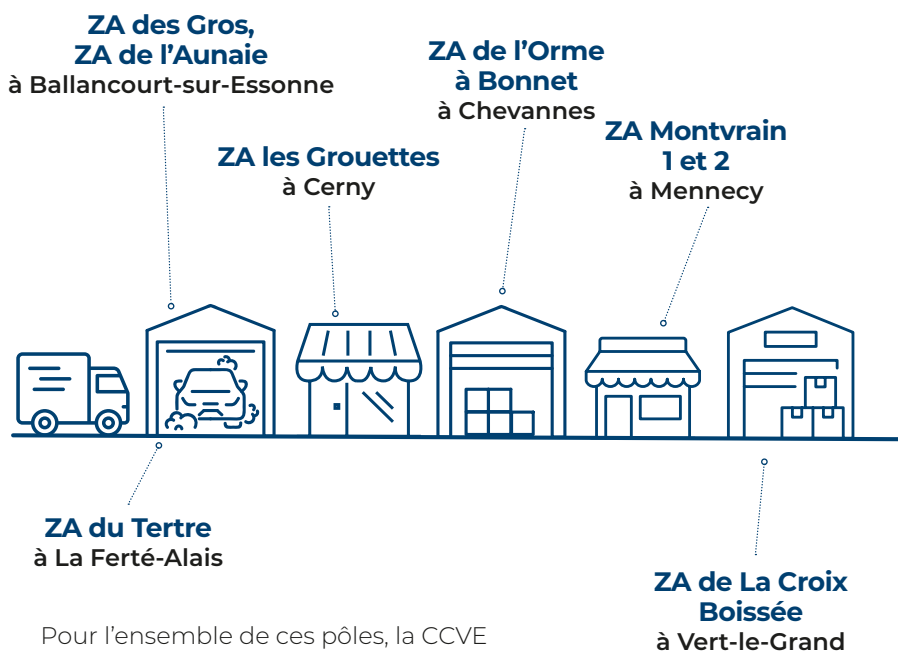 ZA des Gros,
ZA de l’Aunaie
à Ballancourt-sur-Essonne
ZA de l’Orme
à Bonnet
à Chevannes
ZA les Grouettes
à Cerny
ZA Montvrain
1 et 2
à Mennecy
ZA du Tertre
à La Ferté-Alais
ZA de La Croix
Boissée
à Vert-le-Grand
Pour l’ensemble de ces pôles, la CCVE